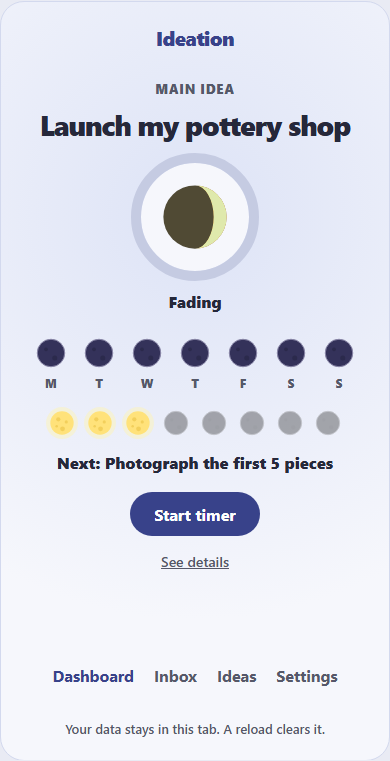 Ideation
MAIN IDEA
Launch my pottery shop
Fading
M T W T F S S
Next: Photograph the first 5 pieces
Start timer
See details
Dashboard Inbox Ideas Settings
Your data stays in this tab. A reload clears it.